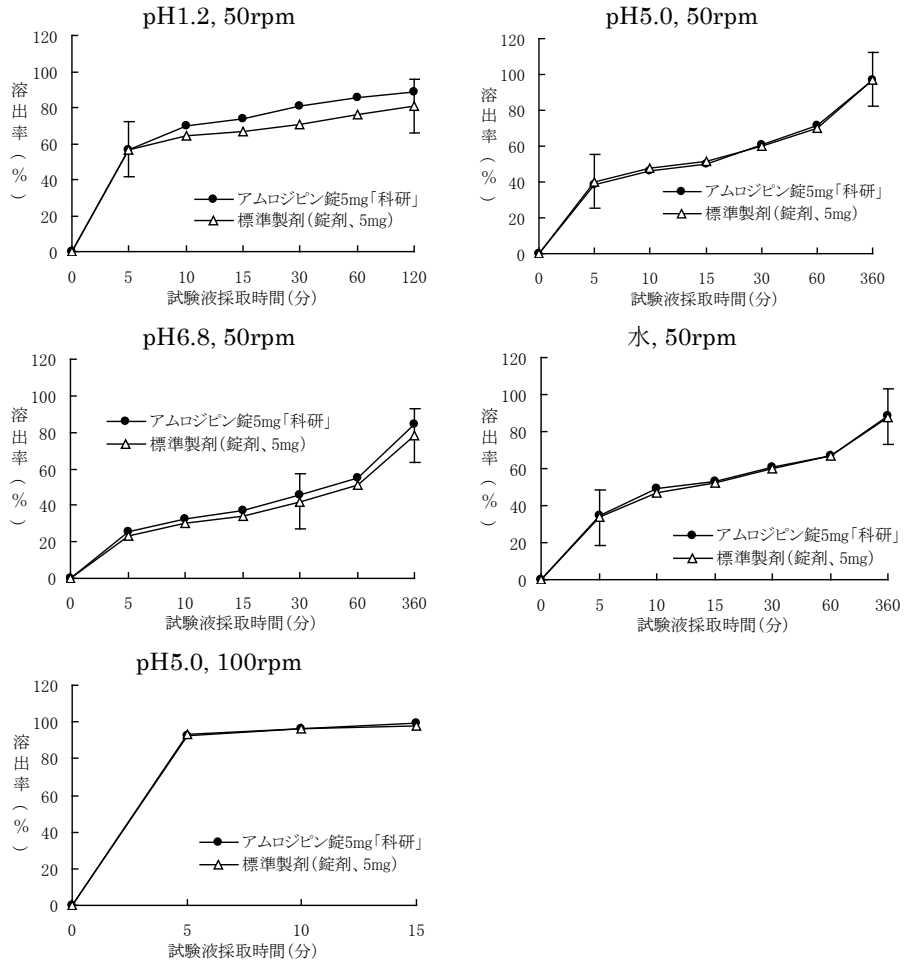 pH1.2, 50rpm
120
100
80
60
40
20
0
溶出率(%)
アムロジピン錠5mg「科研」
標準製剤(錠剤、5mg)
0 5 10 15 30 60 120
試験液採取時間(分)
pH5.0, 50rpm
120
100
80
60
40
20
0
溶出率(%)
アムロジピン錠5mg「科研」
標準製剤(錠剤、5mg)
0 5 10 15 30 60 360
試験液採取時間(分)
pH6.8, 50rpm
120
100
80
60
40
20
0
溶出率(%)
アムロジピン錠5mg「科研」
標準製剤(錠剤、5mg)
0 5 10 15 30 60 360
試験液採取時間(分)
水, 50rpm
120
100
80
60
40
20
0
溶出率(%)
アムロジピン錠5mg「科研」
標準製剤(錠剤、5mg)
0 5 10 15 30 60 360
試験液採取時間(分)
pH5.0, 100rpm
120
100
80
60
40
20
0
溶出率(%)
アムロジピン錠5mg「科研」
標準製剤(錠剤、5mg)
0 5 10 15
試験液採取時間(分)